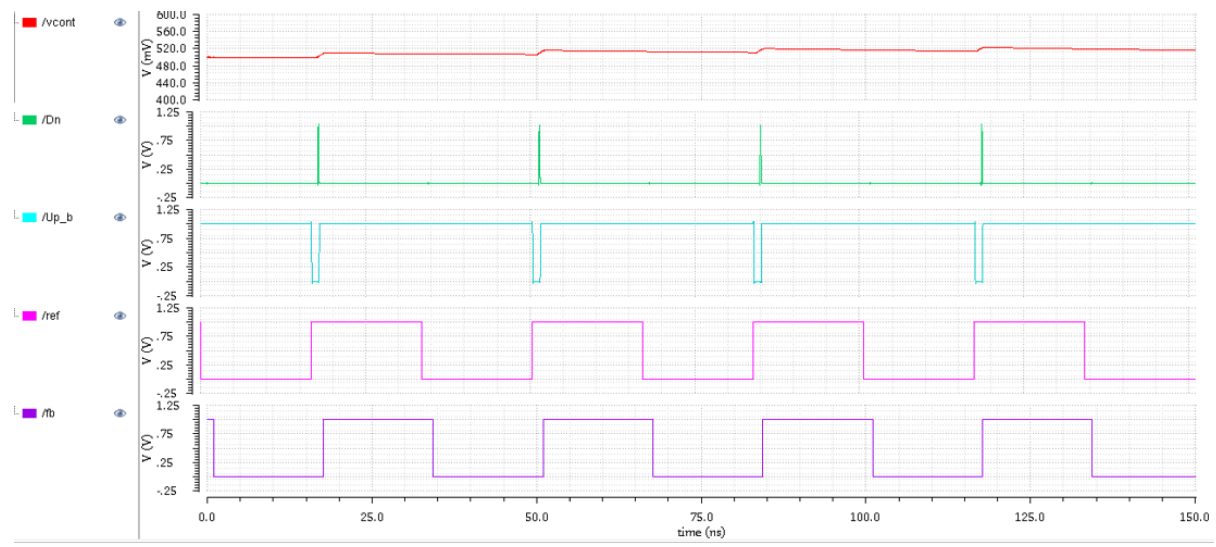 /vcont
V (mV)
600.0
560.0
520.0
480.0
440.0
400.0
/Dn
V (V)
1.25
.75
.25
-.25
/Up_b
V (V)
1.25
.75
.25
-.25
/ref
V (V)
1.25
.75
.25
-.25
/fb
V (V)
1.25
.75
.25
-.25
0.0 25.0 50.0 75.0 100.0 125.0 150.0
time (ns)